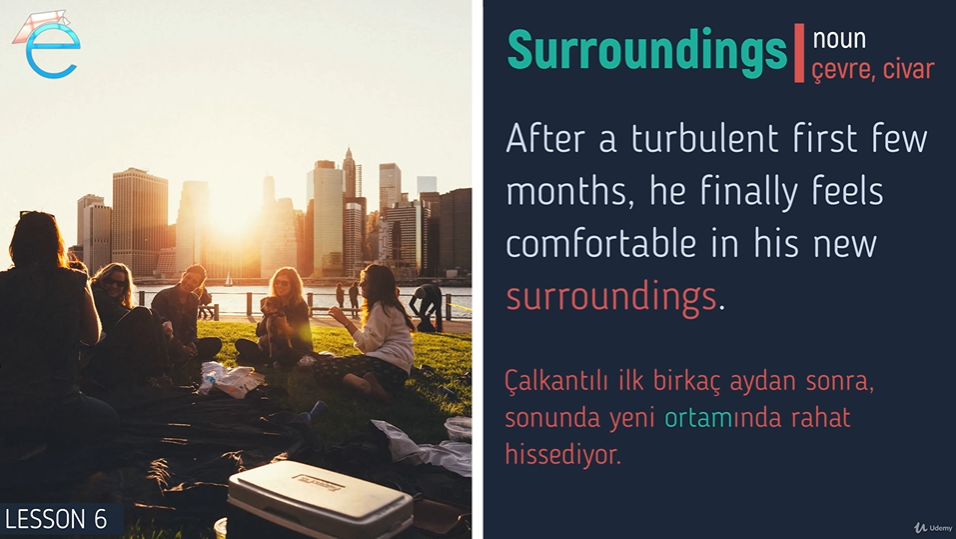 e
LESSON 6
Surroundings
noun
çevre, civar
After a turbulent first few
months, he finally feels
comfortable in his new
surroundings.
Çalkantılı ilk birkaç aydan sonra,
sonunda yeni ortamında rahat
hissediyor.
Udemy